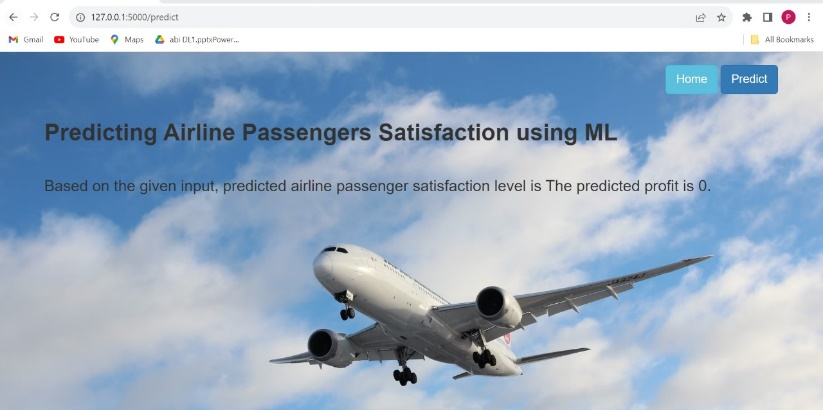 127.0.0.1:5000/predict
P
Gmail YouTube Maps abi DL1.pptxPower... All Bookmarks
Home Predict
Predicting Airline Passengers Satisfaction using ML
Based on the given input, predicted airline passenger satisfaction level is The predicted profit is 0.